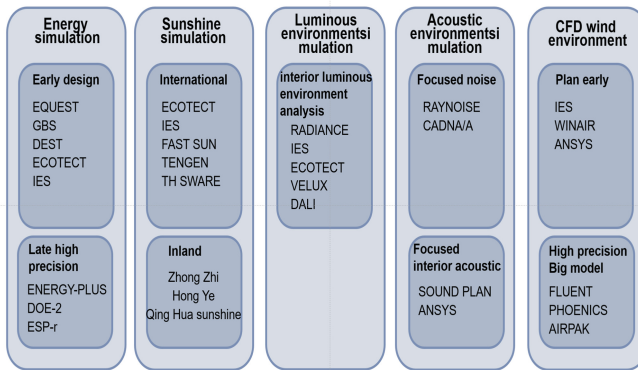 Energy
simulation
Early design
EQUEST
GBS
DEST
ECOTECT
IES
Late high
precision
ENERGY-PLUS
DOE-2
ESP-r
Sunshine
simulation
International
ECOTECT
IES
FAST SUN
TENGEN
TH SWARE
Inland
Zhong Zhi
Hong Ye
Qing Hua sunshine
Luminous
environmentsi
mulation
interior luminous
environment
analysis
RADIANCE
IES
ECOTECT
VELUX
DALI
Acoustic
environmentsi
mulation
Focused noise
RAYNOISE
CADNA/A
Focused
interior acoustic
SOUND PLAN
ANSYS
CFD wind
environment
Plan early
IES
WINAIR
ANSYS
High precision
Big model
FLUENT
PHOENICS
AIRPAK